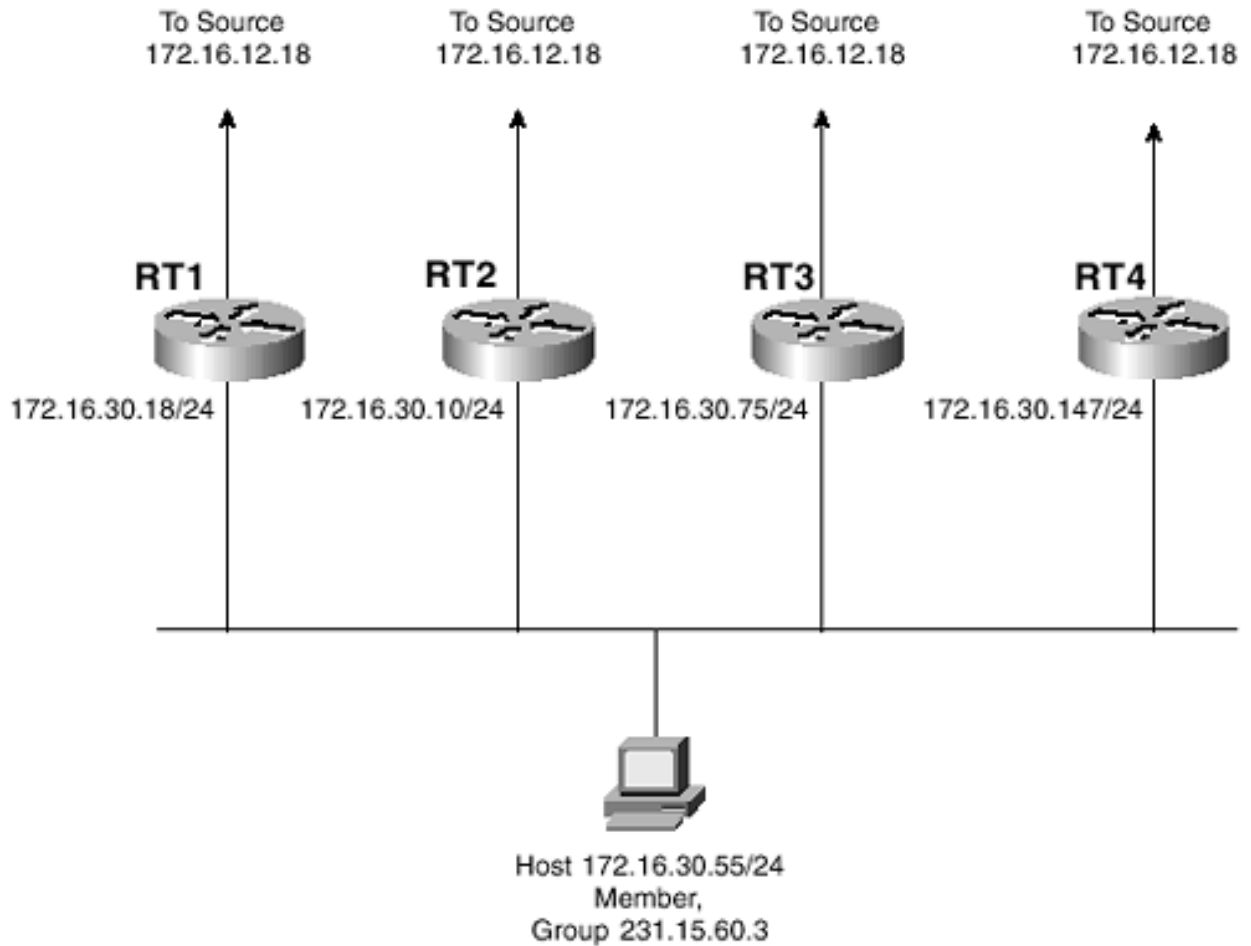 To Source
172.16.12.18
To Source
172.16.12.18
To Source
172.16.12.18
To Source
172.16.12.18
RT1
RT2
RT3
RT4
172.16.30.18/24
172.16.30.10/24
172.16.30.75/24
172.16.30.147/24
Host 172.16.30.55/24
Member,
Group 231.15.60.3